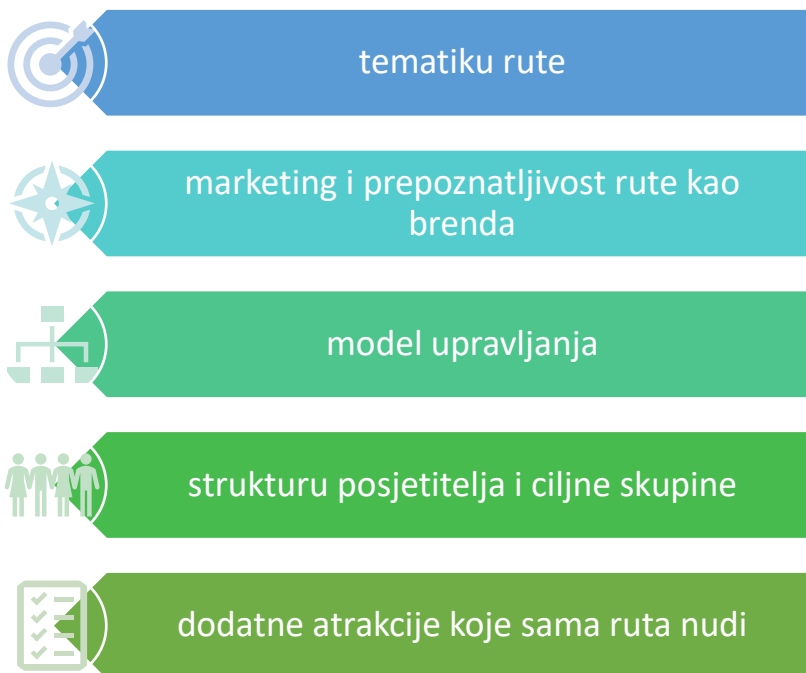 tematiku rute
marketing i prepoznatljivost rute kao
brenda
model upravljanja
strukturu posjetitelja i ciljne skupine
dodatne atrakcije koje sama ruta nudi